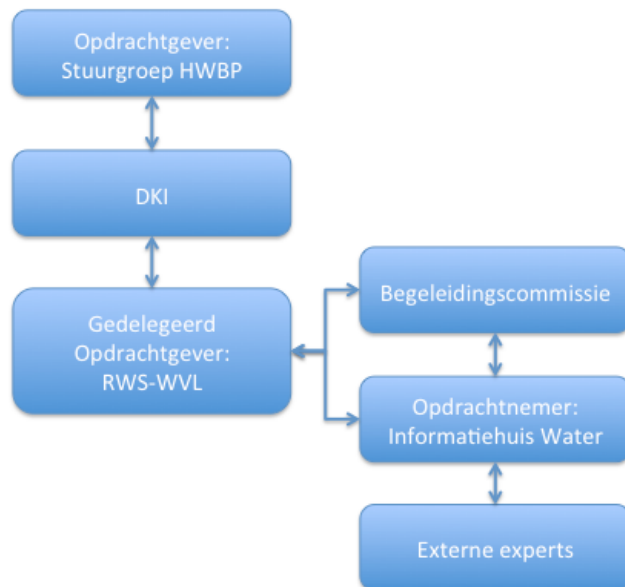 Opdrachtgever:
Stuurgroep HWBP
DKI
Gedelegeerd
Opdrachtgever:
RWS-WVL
Begeleidingscommissie
Opdrachtnemer:
Informatiehuis Water
Externe experts